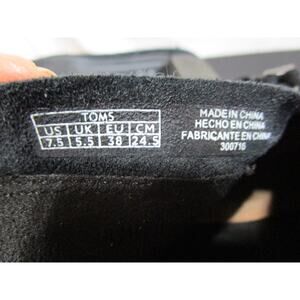 TOMS
US UK EU CM
7.5 5.5 38 24.5
MADE IN CHINA
HECHO EN CHINA
FABRICANTE EN CHINE
300716